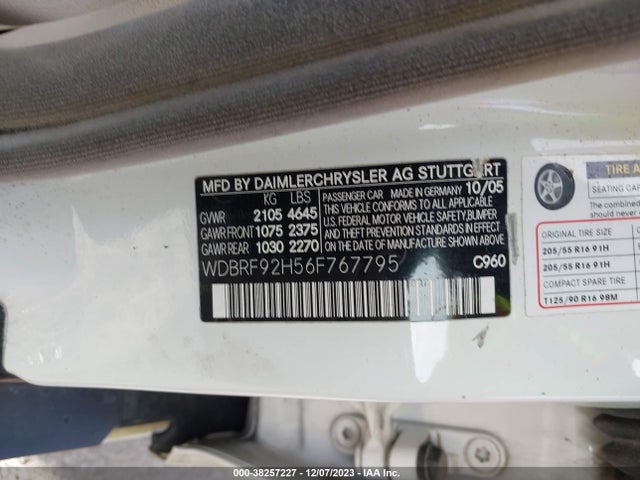 MFD BY DAIMLERCHRYSLER AG STUTTGART
KG LBS
GVWR 2105 4645
GAWR FRONT 1075 2375
GAWR REAR 1030 2270
PASSENGER CAR MADE IN GERMANY 10/05
THIS VEHICLE CONFORMS TO ALL APPLICABLE
U.S. FEDERAL MOTOR VEHICLE SAFETY, BUMPER
AND THEFT PREVENTION STANDARDS IN EFFECT
ON THE DATE OF MANUFACTURE SHOWN ABOVE
WDBRF92H56F767795 C960
TIRE A
SEATING CAP
The combined
should never
ORIGINAL TIRE SIZE
205/55 R16 91H
205/55 R16 91H
COMPACT SPARE TIRE
T125/90 R16 98M
000-38257227 - 12/07/2023 - IAA Inc.